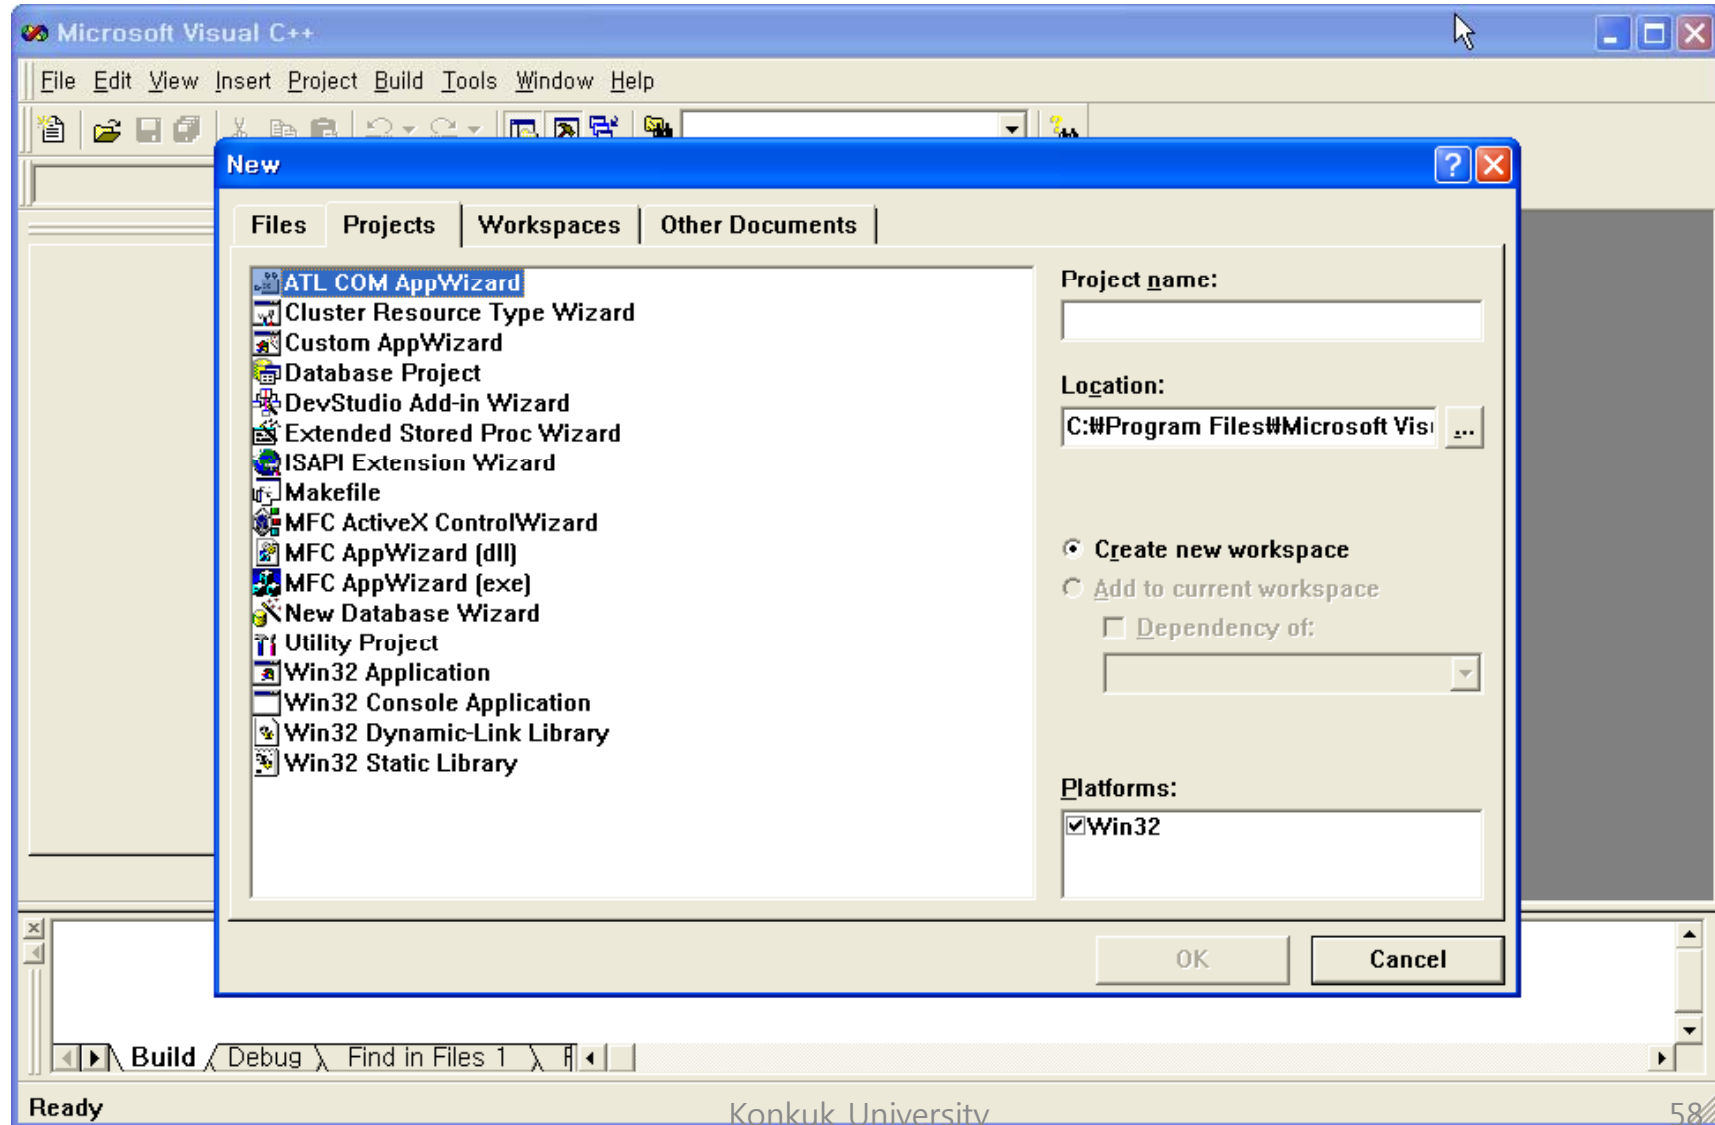 Microsoft Visual C++
File Edit View Insert Project Build Tools Window Help
New
Files Projects Workspaces Other Documents
ATL COM AppWizard
Cluster Resource Type Wizard
Custom AppWizard
Database Project
DevStudio Add-in Wizard
Extended Stored Proc Wizard
ISAPI Extension Wizard
Makefile
MFC ActiveX ControlWizard
MFC AppWizard (dll)
MFC AppWizard (exe)
New Database Wizard
Utility Project
Win32 Application
Win32 Console Application
Win32 Dynamic-Link Library
Win32 Static Library
Project name:
Location:
C:₩Program Files₩Microsoft Visu
...
Create new workspace
Add to current workspace
Dependency of:
Platforms:
Win32
OK Cancel
Build Debug Find in Files 1
Ready
Konkuk University 58